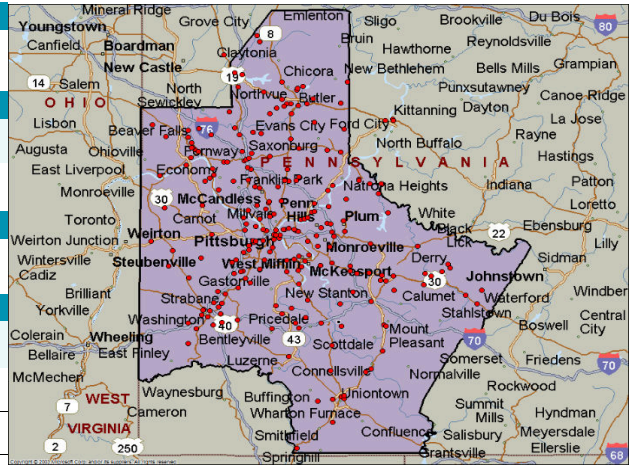 Mineral Ridge
Grove City
Emlenton
Sligo
Brookville
Du Bois
80
Youngstown
8
Bruin
Hawthorne
Reynoldsville
Canfield
Boardman
Claytonia
New Castle
19
Chicora
New Bethlehem
Bells Mills
Grampian
14
Salem
North
Sewickley
Northvue
Butler
Punxsutawney
Canoe Ridge
OHIO
Kittanning
Dayton
La Jose
Lisbon
Beaver Falls
76
Evans City
Ford City
Rayne
Augusta
Ohioville
Fernway
Saxonburg
North Buffalo
Hastings
East Liverpool
Economy
PENNSYLVANIA
Monroeville
Franklin Park
Natrona Heights
Indiana
Patton
30
McCandless
Penn
Hills
Loretto
Toronto
Carnot
Millvale
Plum
White
22
Ebensburg
Weirton Junction
Weirton
Pittsburgh
Monroeville
Black
Lick
Lilly
Wintersville
Steubenville
West Mifflin
McKeesport
Derry
Sidman
Cadiz
Gastonville
30
Johnstown
Brilliant
Strabane
New Stanton
Calumet
Waterford
Windber
Yorkville
Washington
40
Pricedale
Stahlstown
Central
City
Colerain
Wheeling
Bentleyville
43
Mount
Pleasant
Boswell
Bellaire
East Finley
Scottdale
70
Luzerne
Somerset
Friedens
70
McMechen
Connellsville
Normalville
Rockwood
WEST
VIRGINIA
Waynesburg
Buffington
Uniontown
7
Cameron
Wharton Furnace
Summit
Mills
Hyndman
Smithfield
Confluence
Salisbury
Meyersdale
2
250
Springhill
Grantsville
Ellerslie
68